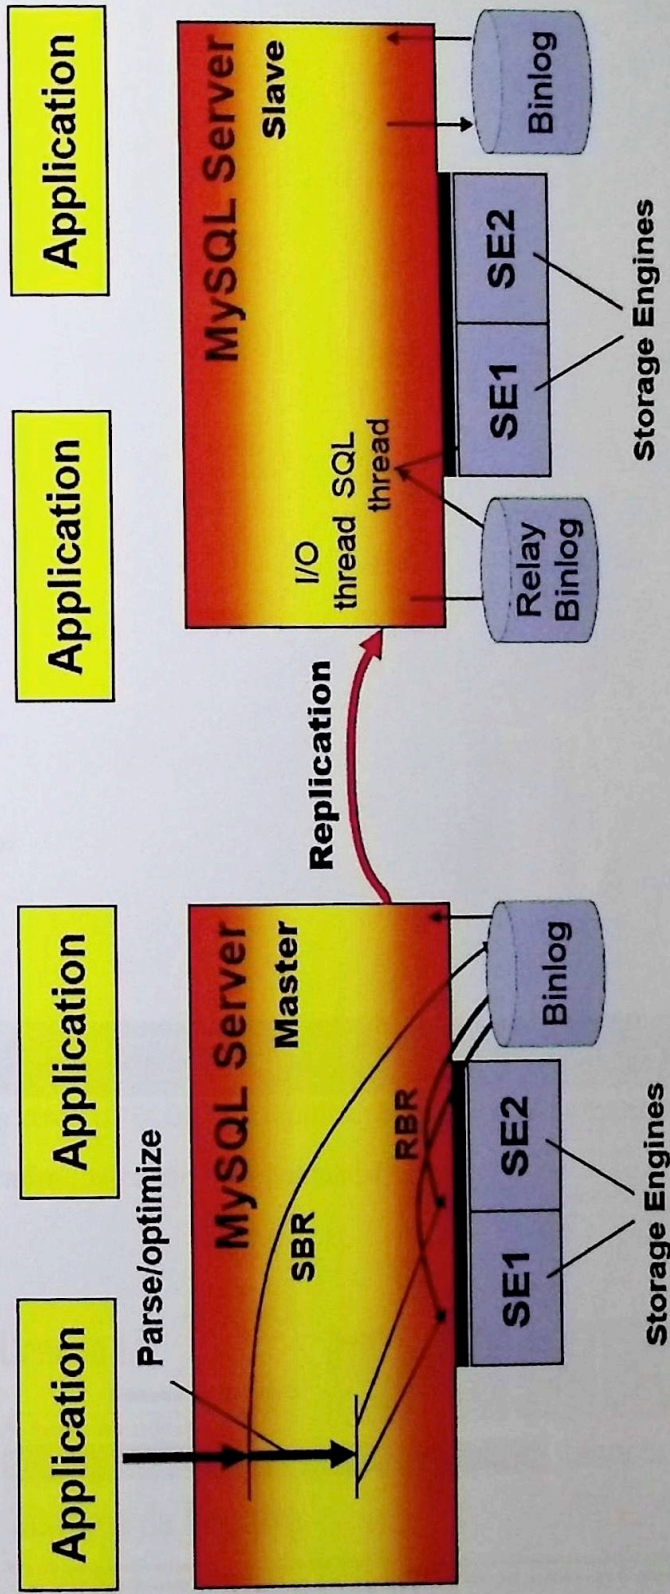 Application
Application
Application
Application
Parse/optimize
MySQL Server
Master
SBR
RBR
SE1
SE2
Binlog
Storage Engines
Replication
MySQL Server
Slave
I/O
thread SQL
thread
Relay
Binlog
SE1
SE2
Binlog
Storage Engines